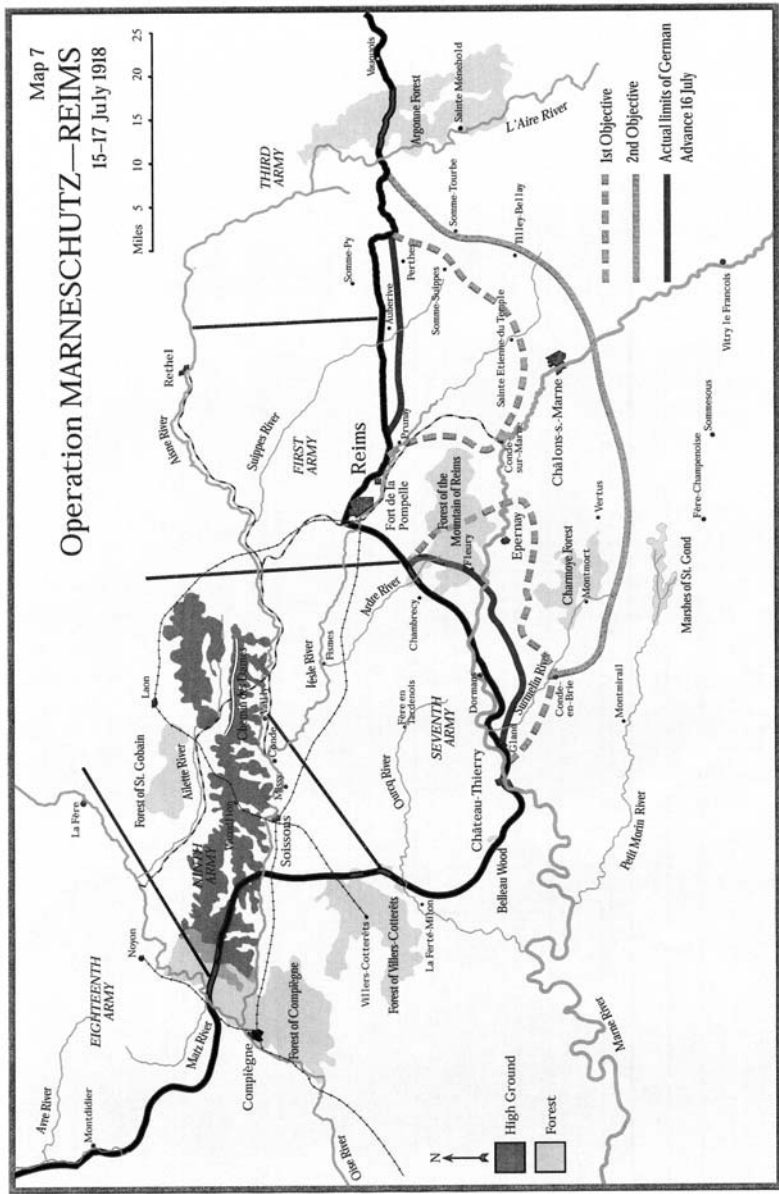 Map 7
Operation MARNESCHUTZ—REIMS
15–17 July 1918
Miles 5 10 15 20 25
Avre River
Montdidier
EIGHTEENTH
ARMY
Matz River
Noyon
La Fère
Forest of St. Gobain
Laon
Ailette River
NINTH
ARMY
Chemin des Dames
Vailly
Conde
Missy
Soissons
Compiègne
Forest of Compiègne
Oise River
Villers-Cotterêts
Forest of Villers-Cotterêts
La Ferté-Milon
Aisne River
Rethel
Suippes River
FIRST
ARMY
THIRD
ARMY
Somme-Py
Vauquois
Argonne Forest
Sainte Ménehold
L'Aire River
Fismes
Ardre River
Chambrecy
Reims
Fort de la
Pompelle
Prunay
Auberive
Perthes
Somme-Suippes
Somme-Tourbe
Tilley-Bellay
Sainte Etienne-du Temple
Forest of the
Mountain of Reims
Fleury
Conde-
sur-Marne
Châlons-s.-Marne
Epernay
Fère en
Tardenois
SEVENTH
ARMY
Ourcq River
Dormans
Château-Thierry
Gland
Surmelin River
Conde-
en-Brie
Belleau Wood
Charmoye Forest
Montmort
Vertus
Marshes of St. Gond
Montmirail
Petit Morin River
Marne River
Fère-Champenoise
Sommesous
Vitry le Francois
N
High Ground
Forest
1st Objective
2nd Objective
Actual limits of German
Advance 16 July